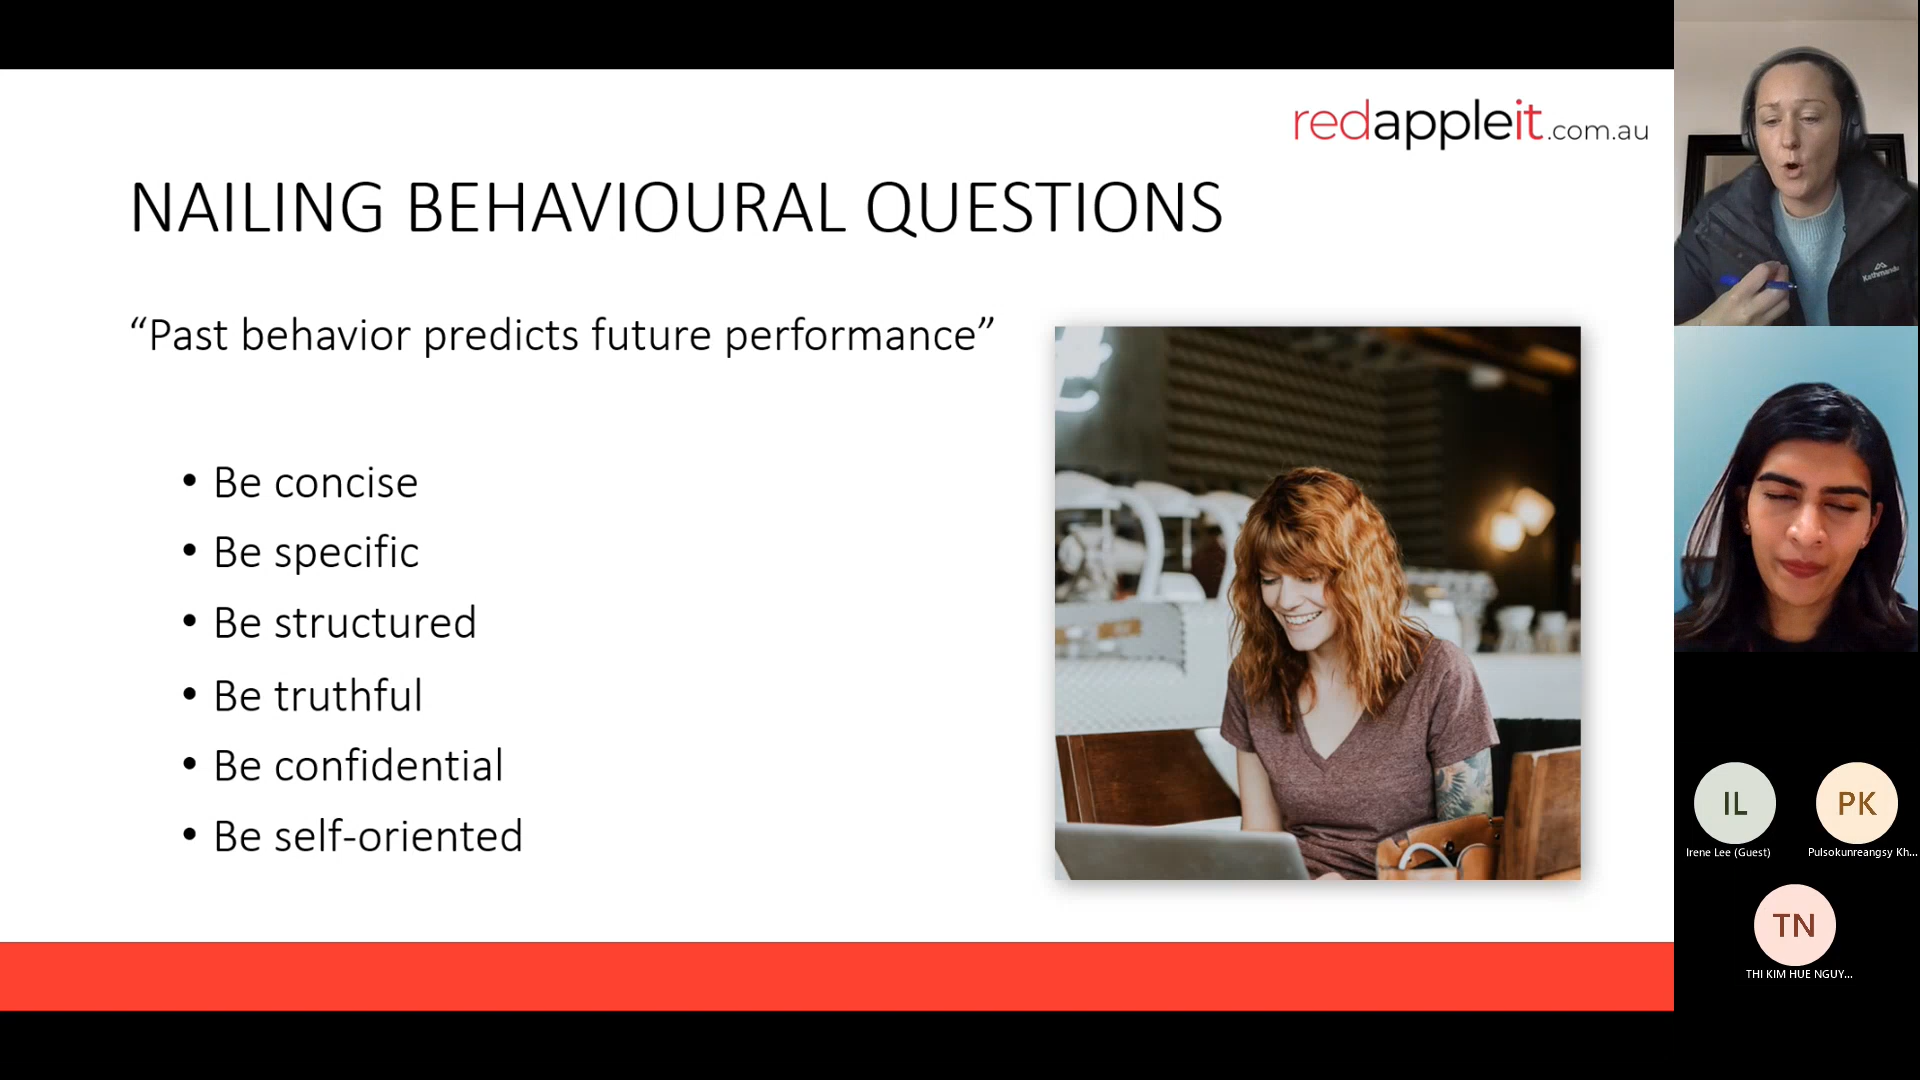 redappleit.com.au
NAILING BEHAVIOURAL QUESTIONS
“Past behavior predicts future performance”
• Be concise
• Be specific
• Be structured
• Be truthful
• Be confidential
• Be self-oriented
Kathmandu
IL
PK
Irene Lee (Guest)
Pulsokunreangsy Kh...
TN
THI KIM HUE NGUY...